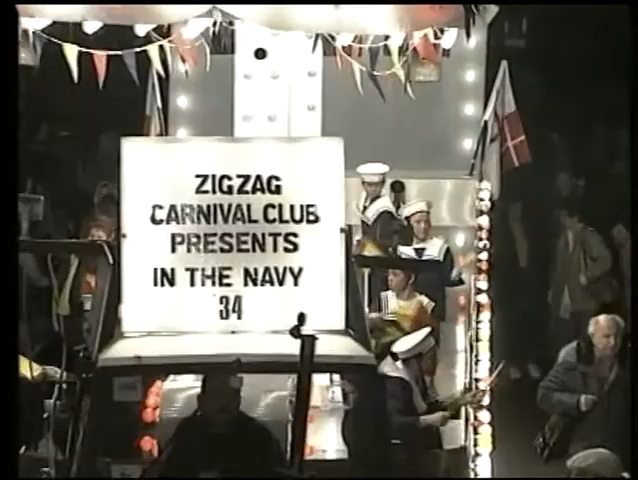 ZIGZAG
CARNIVAL CLUB
PRESENTS
IN THE NAVY
34